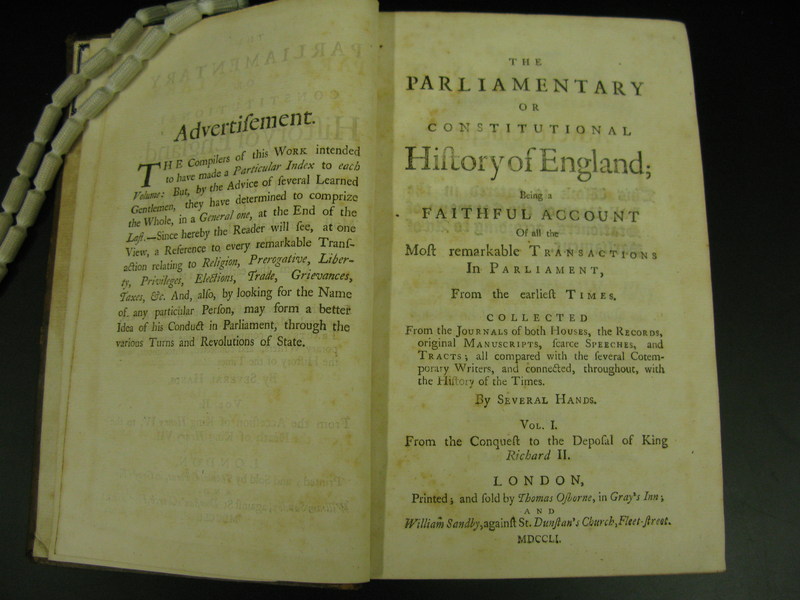 Advertiſement.
THE Compilers of this WORK intended
to have made a Particular Index to each
Volume: But, by the Advice of ſeveral Learned
Gentlemen, they have determined to comprize
the Whole, in a General one, at the End of the
Laſt.—Since hereby the Reader will ſee, at one
View, a Reference to every remarkable Tranſ-
action relating to Religion, Prerogative, Liber-
ty, Privileges, Elections, Trade, Grievances,
Taxes, &c. And, alſo, by looking for the Name
of any particular Perſon, may form a better
Idea of his Conduct in Parliament, through the
various Turns and Revolutions of State.
THE
PARLIAMENTARY
OR
CONSTITUTIONAL
Hiſtory of England;
Being a
FAITHFUL ACCOUNT
Of all the
Moſt remarkable TRANSACTIONS
In PARLIAMENT,
From the earlieſt TIMES.
COLLECTED
From the JOURNALS of both HOUSES, the RECORDS,
original MANUSCRIPTS, ſcarce SPEECHES, and
TRACTS; all compared with the ſeveral Cotem-
porary Writers, and connected, throughout, with
the Hiſtory of the Times.
By SEVERAL HANDS.
VOL. I.
From the Conqueſt to the Depoſal of King
Richard II.
LONDON,
Printed; and ſold by Thomas Oſborne, in Gray's Inn;
AND
William Sandby, againſt St. Dunſtan's Church, Fleet-ſtreet.
MDCCLI.